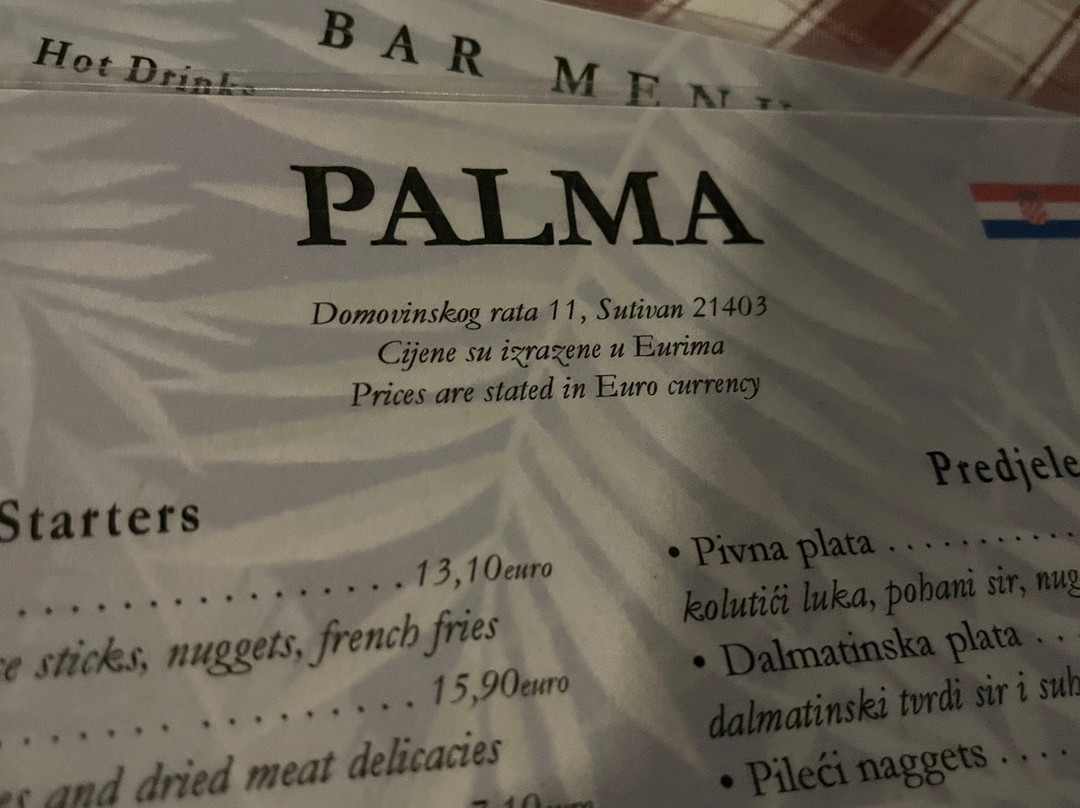 BAR MENU
Hot Drinks
PALMA
Domovinskog rata 11, Sutivan 21403
Cijene su izrazene u Eurima
Prices are stated in Euro currency
Starters
. . . . . . . . . . . . . . . . . 13,10euro
sticks, nuggets, french fries
. . . . . . . . . . . . . . . . 15,90euro
and dried meat delicacies
7,10euro
Predjele
• Pivna plata . . . . . . . . . . .
kolutići luka, pohani sir, nug
• Dalmatinska plata . . .
dalmatinski tvrdi sir i suh
• Pileći naggets . . . .